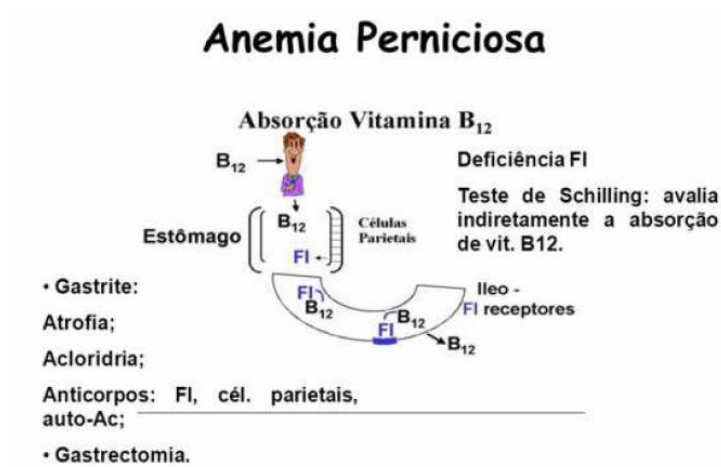 Anemia Perniciosa
Absorção Vitamina B12
B12
Deficiência FI
Teste de Schilling: avalia
indiretamente a absorção
de vit. B12.
Estômago
B12
FI
Células
Parietais
• Gastrite:
Atrofia;
Acloridria;
Anticorpos: FI, cél. parietais,
auto-Ac;
• Gastrectomia.
FI
B12
B12
FI
Ileo -
FI receptores
B12